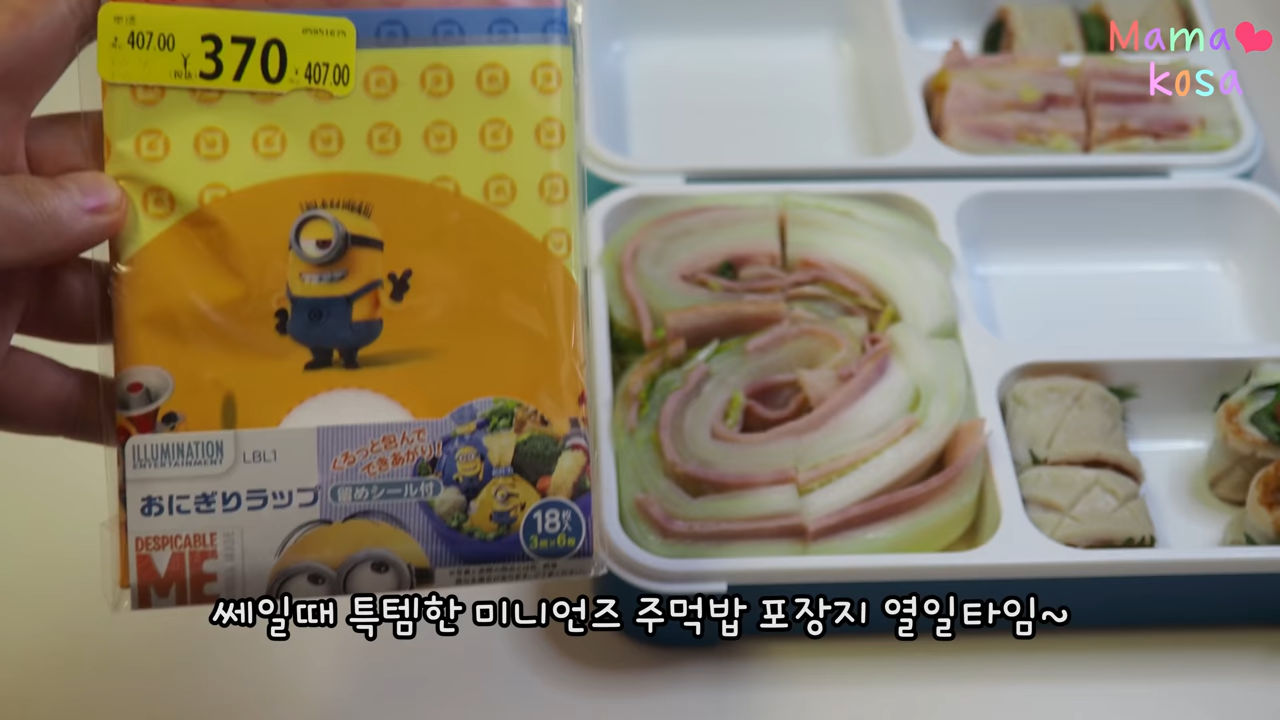 ¥370
407.00
407.00
Mama
kosa
ILLUMINATION
ENTERTAINMENT
LBL1
おにぎりラップ
くるっと包んで
できあがり!!
留めシール付
18枚入
3柄×6枚
DESPICABLE
ME
쎄일때 특템한 미니언즈 주먹밥 포장지 열일타임~